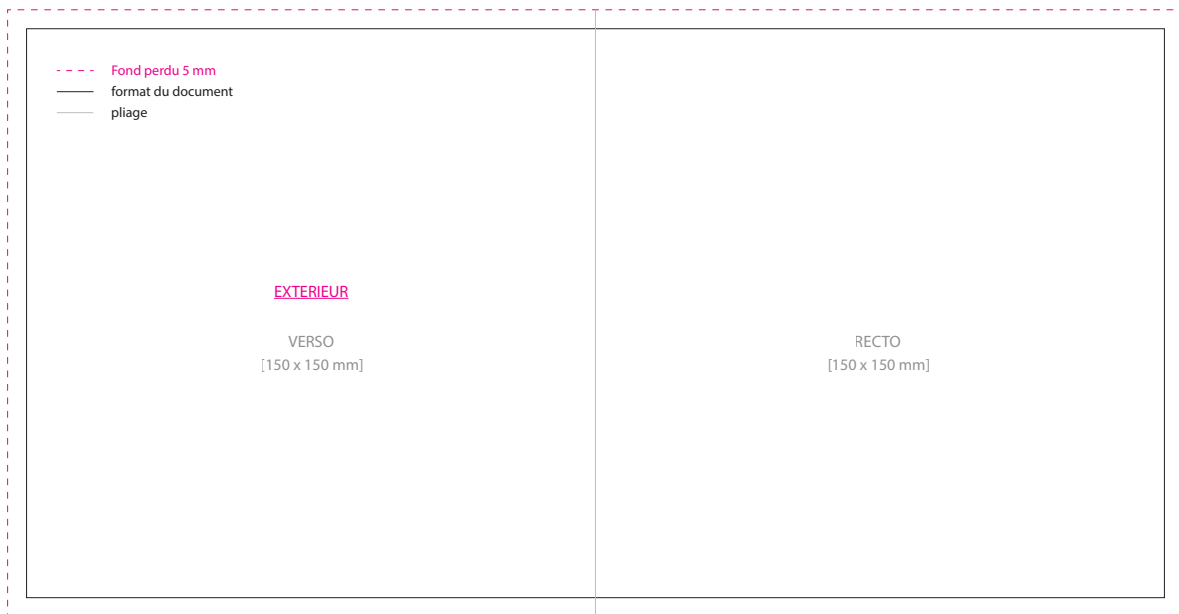 Fond perdu 5 mm
format du document
pliage
EXTERIEUR
VERSO
[150 x 150 mm]
RECTO
[150 x 150 mm]